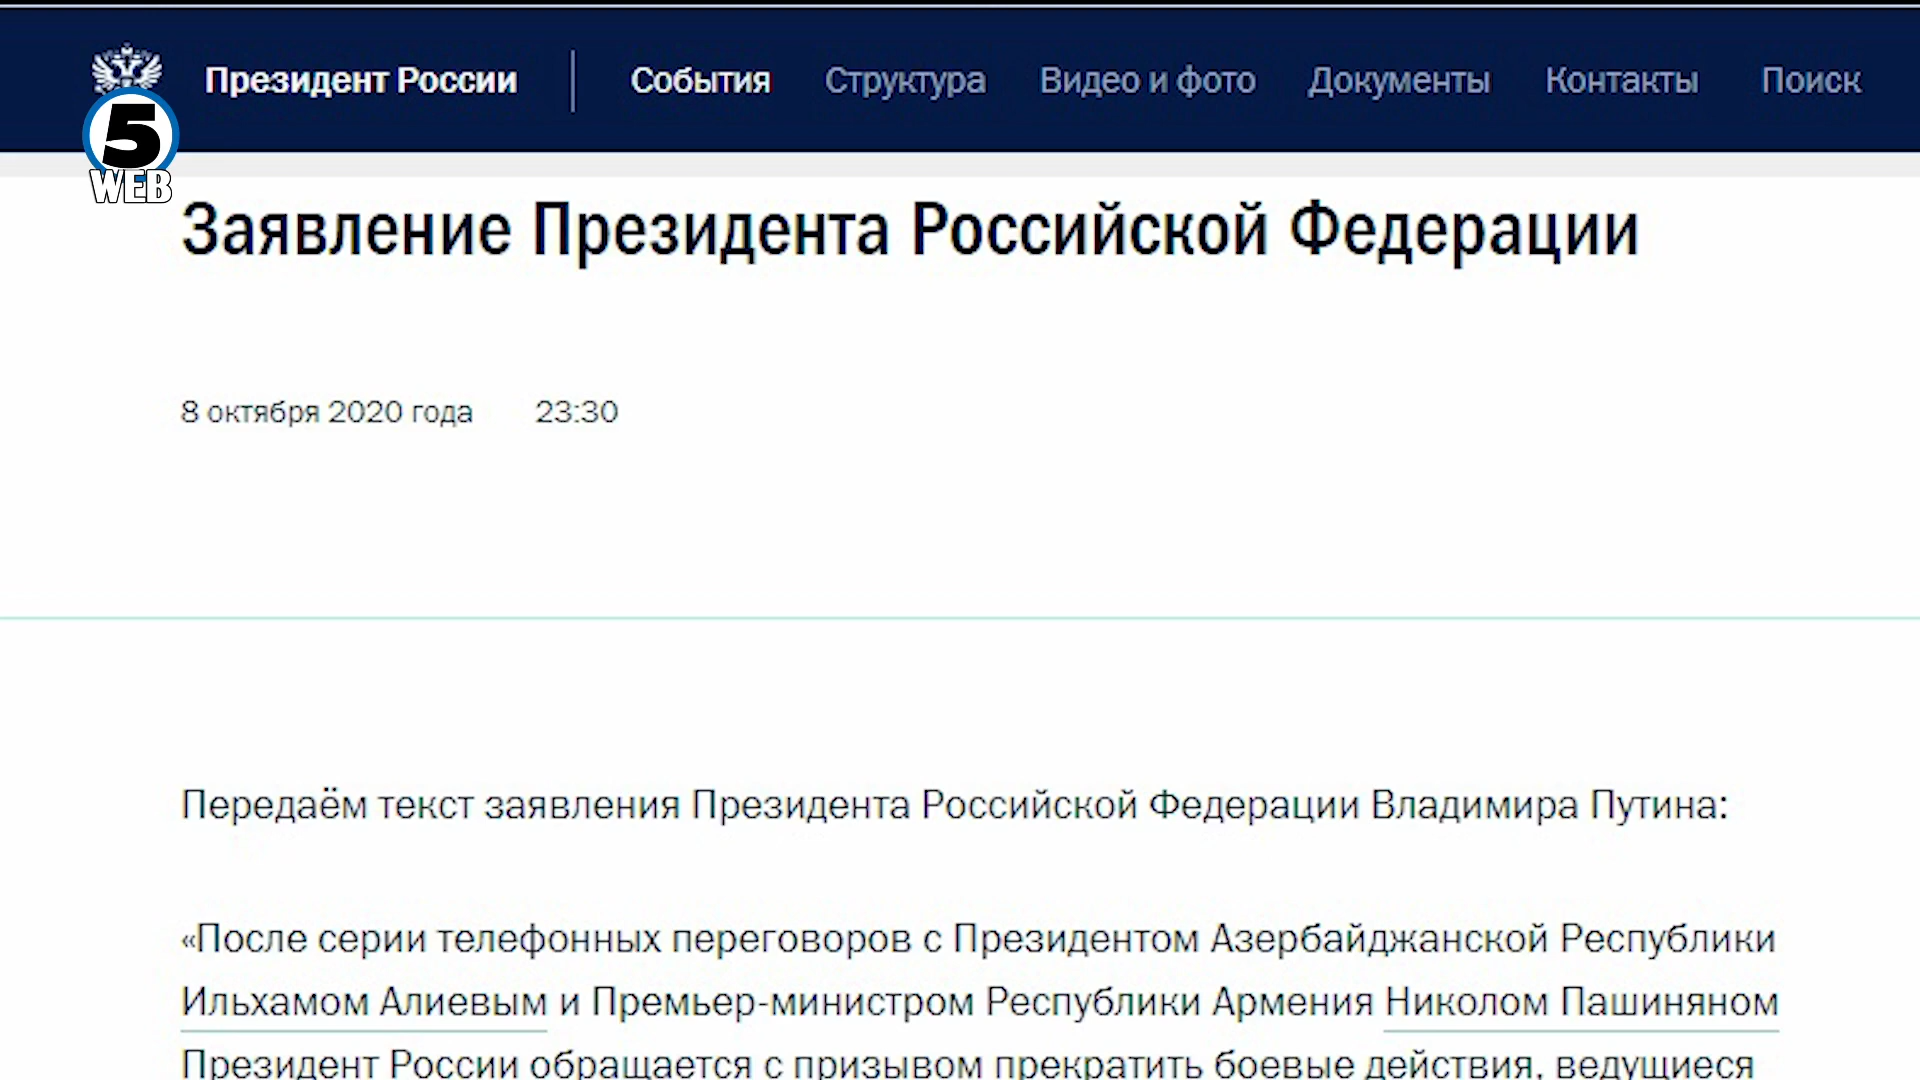 Президент России События Структура Видео и фото Документы Контакты Поиск
5
WEB
Заявление Президента Российской Федерации
8 октября 2020 года 23:30
Передаём текст заявления Президента Российской Федерации Владимира Путина:
«После серии телефонных переговоров с Президентом Азербайджанской Республики
Ильхамом Алиевым и Премьер-министром Республики Армения Николом Пашиняном
Президент России обращается с призывом прекратить боевые действия, ведущиеся